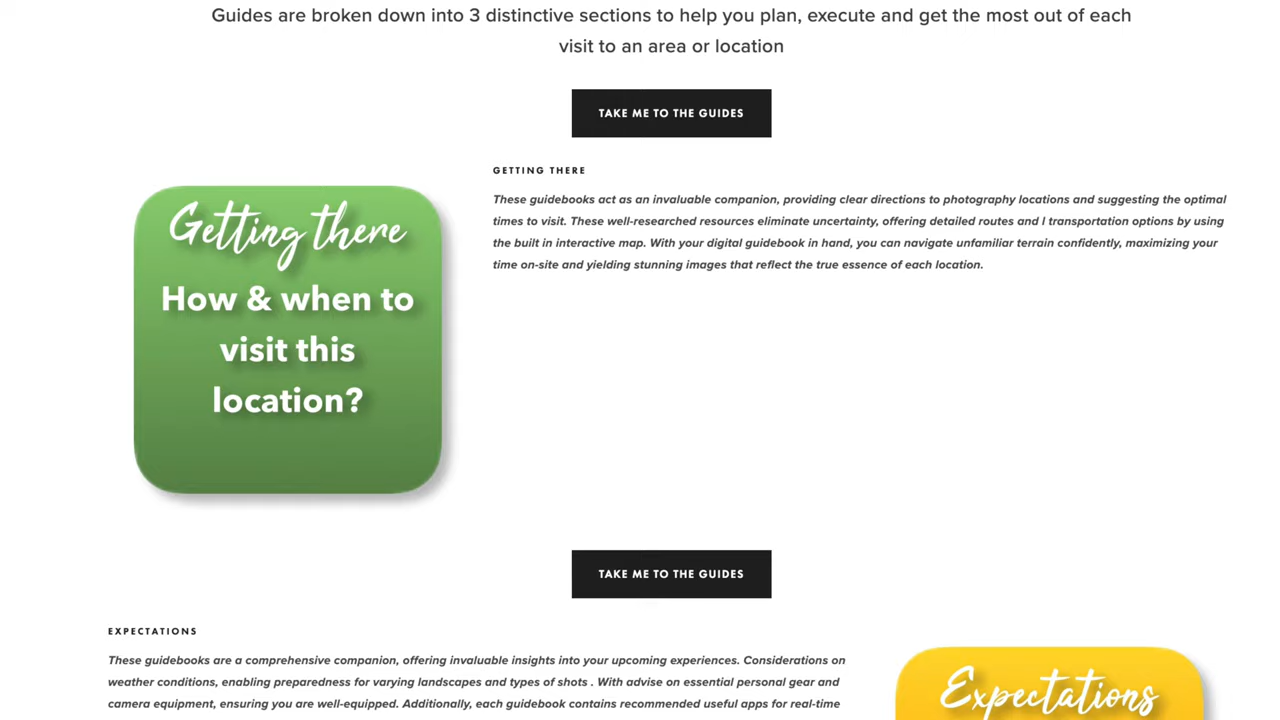 Guides are broken down into 3 distinctive sections to help you plan, execute and get the most out of each
visit to an area or location
TAKE ME TO THE GUIDES
Getting there
How & when to
visit this
location?
GETTING THERE
These guidebooks act as an invaluable companion, providing clear directions to photography locations and suggesting the optimal
times to visit. These well-researched resources eliminate uncertainty, offering detailed routes and l transportation options by using
the built in interactive map. With your digital guidebook in hand, you can navigate unfamiliar terrain confidently, maximizing your
time on-site and yielding stunning images that reflect the true essence of each location.
TAKE ME TO THE GUIDES
EXPECTATIONS
These guidebooks are a comprehensive companion, offering invaluable insights into your upcoming experiences. Considerations on
weather conditions, enabling preparedness for varying landscapes and types of shots . With advise on essential personal gear and
camera equipment, ensuring you are well-equipped. Additionally, each guidebook contains recommended useful apps for real-time
Expectations